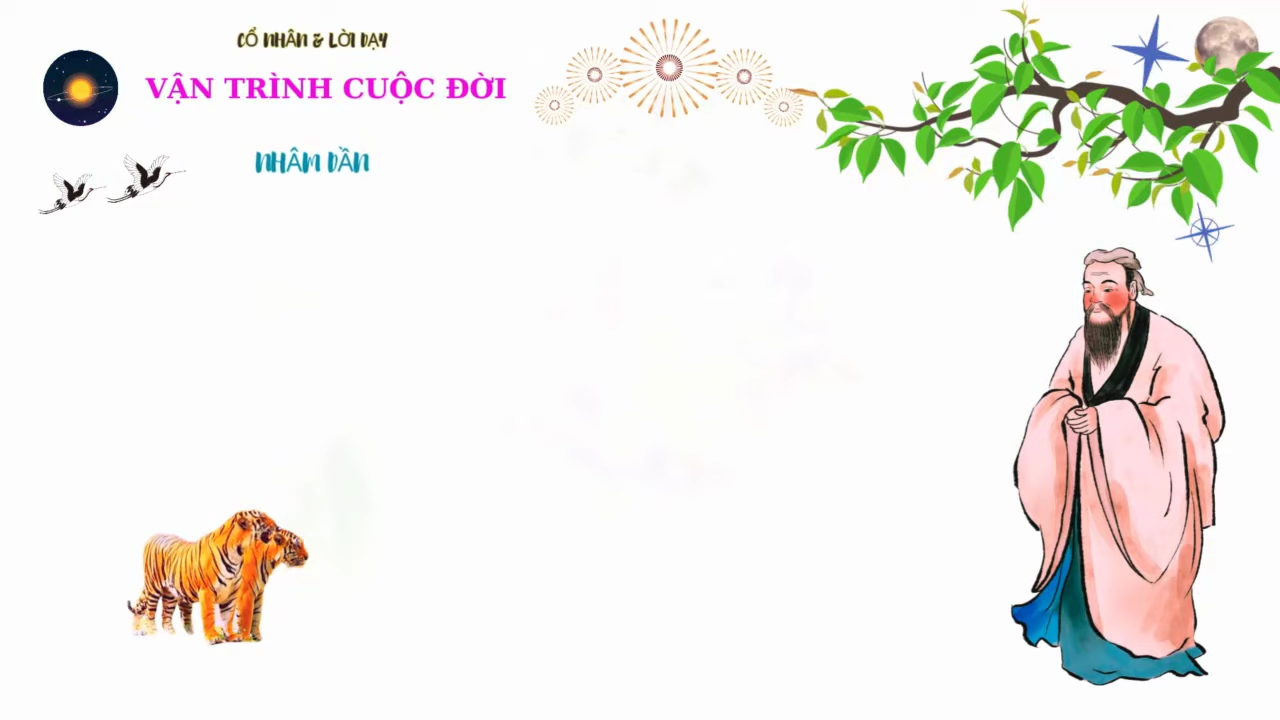 CỔ NHÂN & LỜI DẠY
VẬN TRÌNH CUỘC ĐỜI
NHÂM DẦN